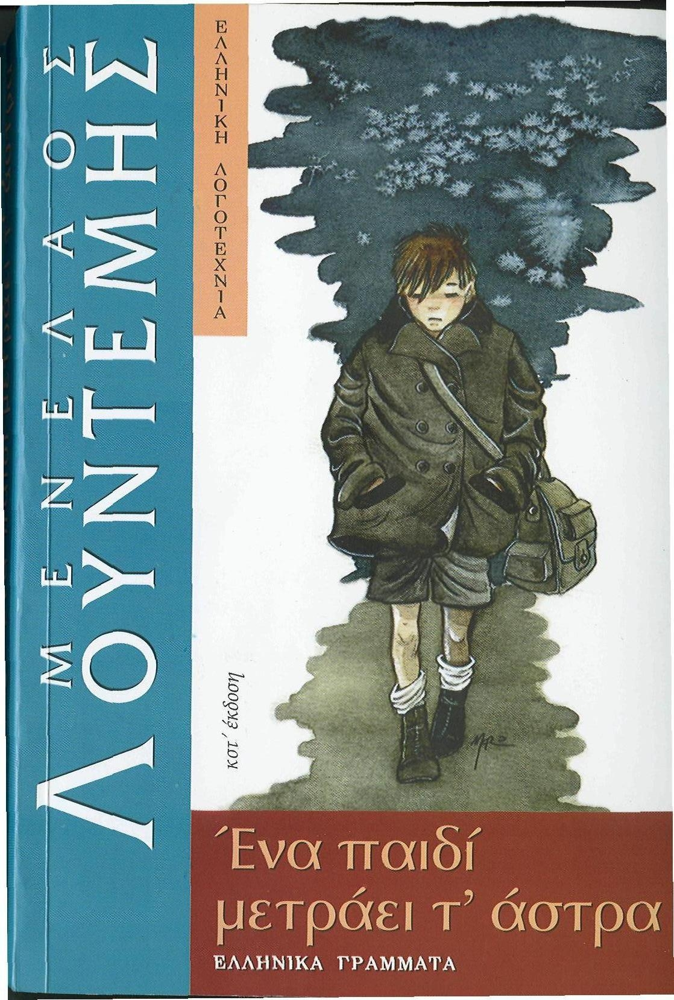 ΜΕΝΕΛΑΟΣ
ΛΟΥΝΤΕΜΗΣ
ΕΛΛΗΝΙΚΗ ΛΟΓΟΤΕΧΝΙΑ
κστ΄ έκδοση
Ένα παιδί
μετράει τ’ άστρα
ΕΛΛΗΝΙΚΑ ΓΡΑΜΜΑΤΑ